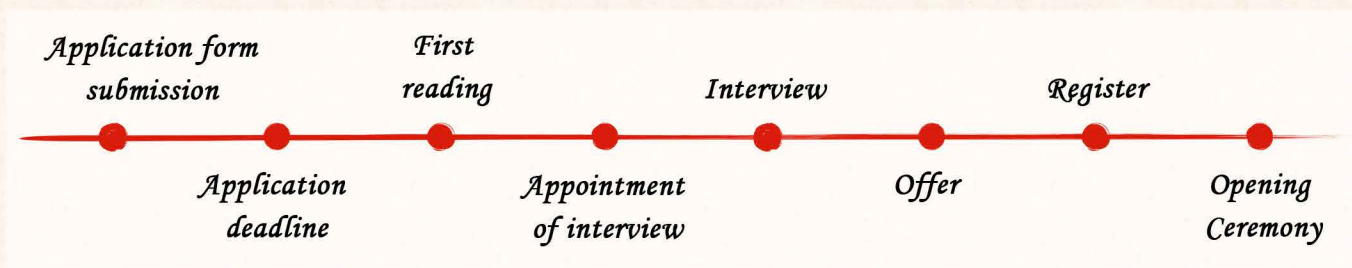 Application form
submission
Application
deadline
First
reading
Appointment
of interview
Interview
Offer
Register
Opening
Ceremony